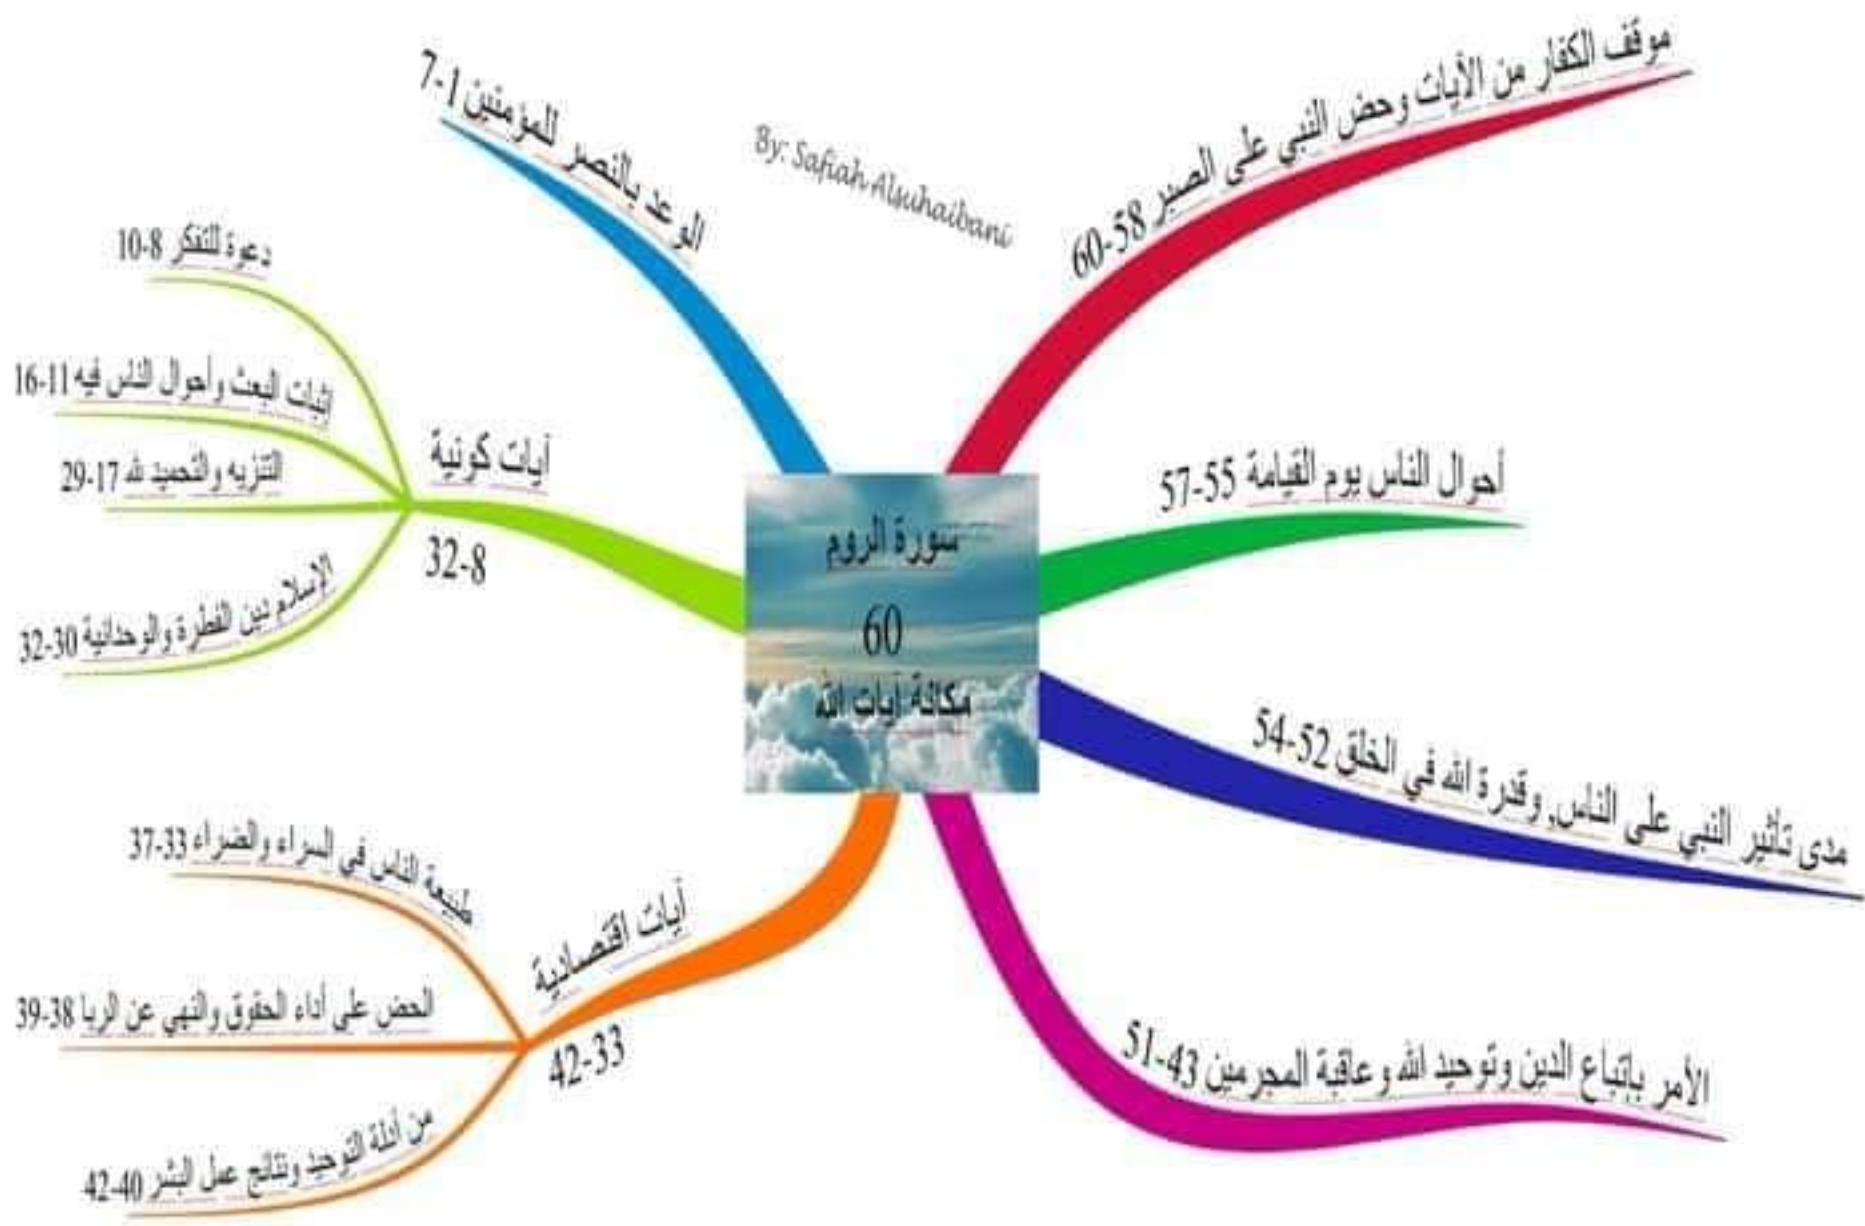 By: Safiah Alsuhaibani
سورة الروم
60
مكانة آيات الله
موقف الكفار من الآيات وحض النبي على الصبر 58-60
أحوال الناس يوم القيامة 55-57
مدى تأثير النبي على الناس, وقدرة الله في الخلق 52-54
الأمر بإتباع الدين وتوحيد الله وعاقبة المجرمين 43-51
آيات اقتصادية
33-42
طبيعة الناس في السراء والضراء 33-37
الحض على أداء الحقوق والنهي عن الربا 38-39
من أدلة التوحيد ونتائج عمل البشر 40-42
آيات كونية
8-32
دعوة للتفكر 8-10
إثبات البعث وأحوال الناس فيه 11-16
التنزيه والتحميد لله 17-29
الإسلام دين الفطرة والوحدانية 30-32
الوعد بالنصر للمؤمنين 1-7